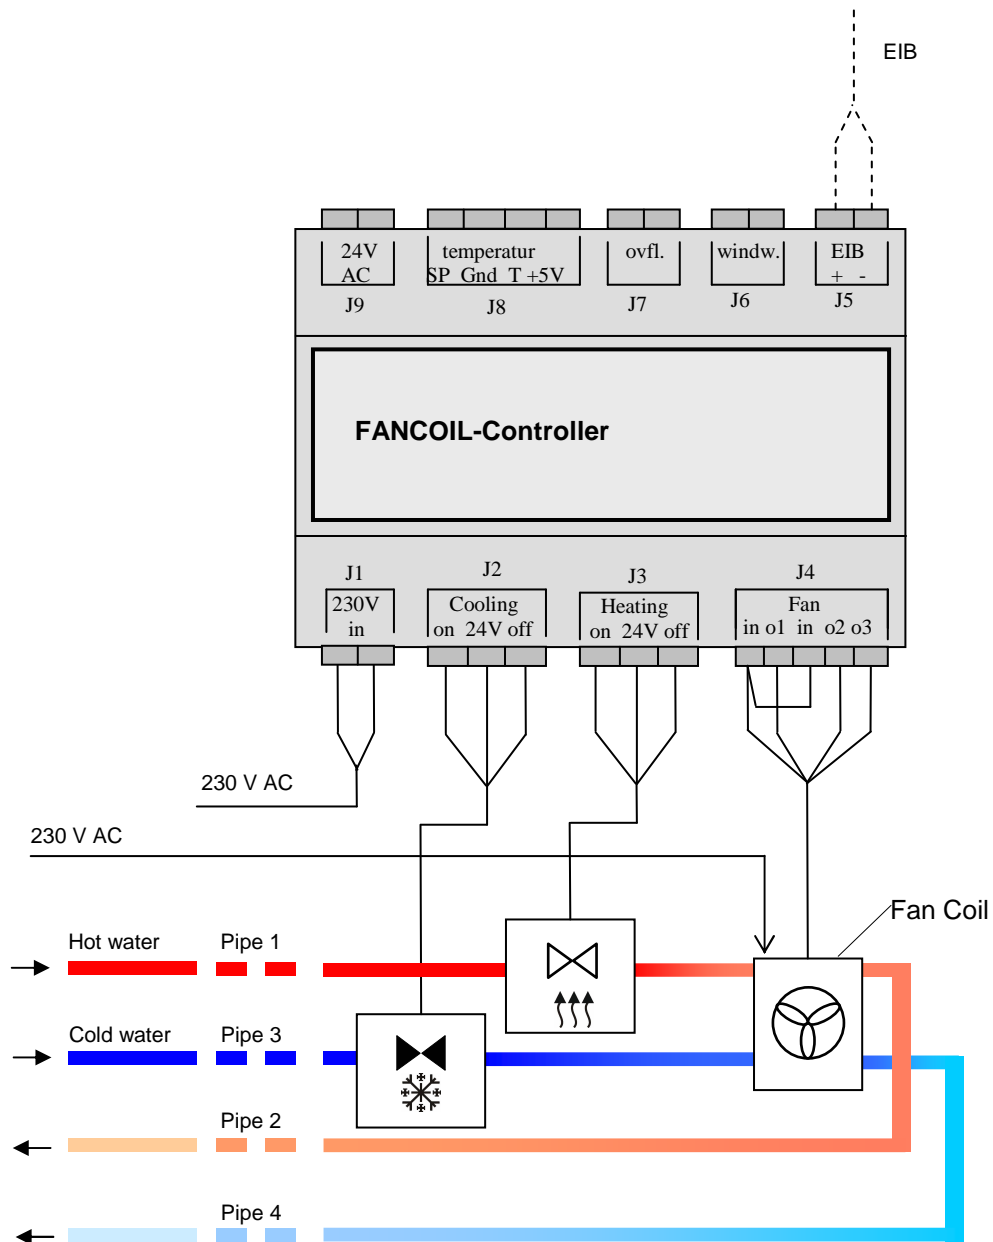 EIB
24V
AC
temperatur
SP Gnd T +5V
ovfl.
windw.
EIB
+ -
J9
J8
J7
J6
J5
FANCOIL-Controller
J1
J2
J3
J4
230V
in
Cooling
on 24V off
Heating
on 24V off
Fan
in o1 in o2 o3
230 V AC
230 V AC
Fan Coil
Hot water
Pipe 1
Cold water
Pipe 3
Pipe 2
Pipe 4